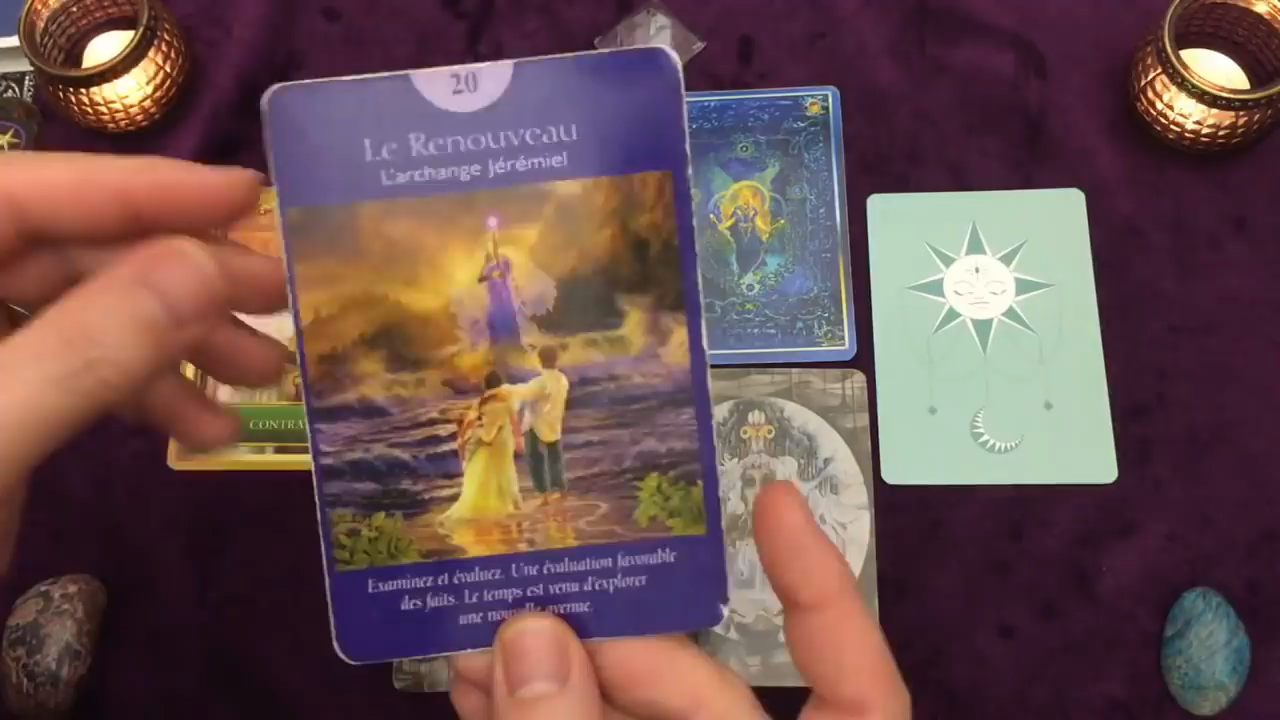 20
Le Renouveau
L'archange Jérémiel
Examinez et évaluez. Une évaluation favorable
des faits. Le temps est venu d'explorer
une nouvelle avenue.
CONTRA